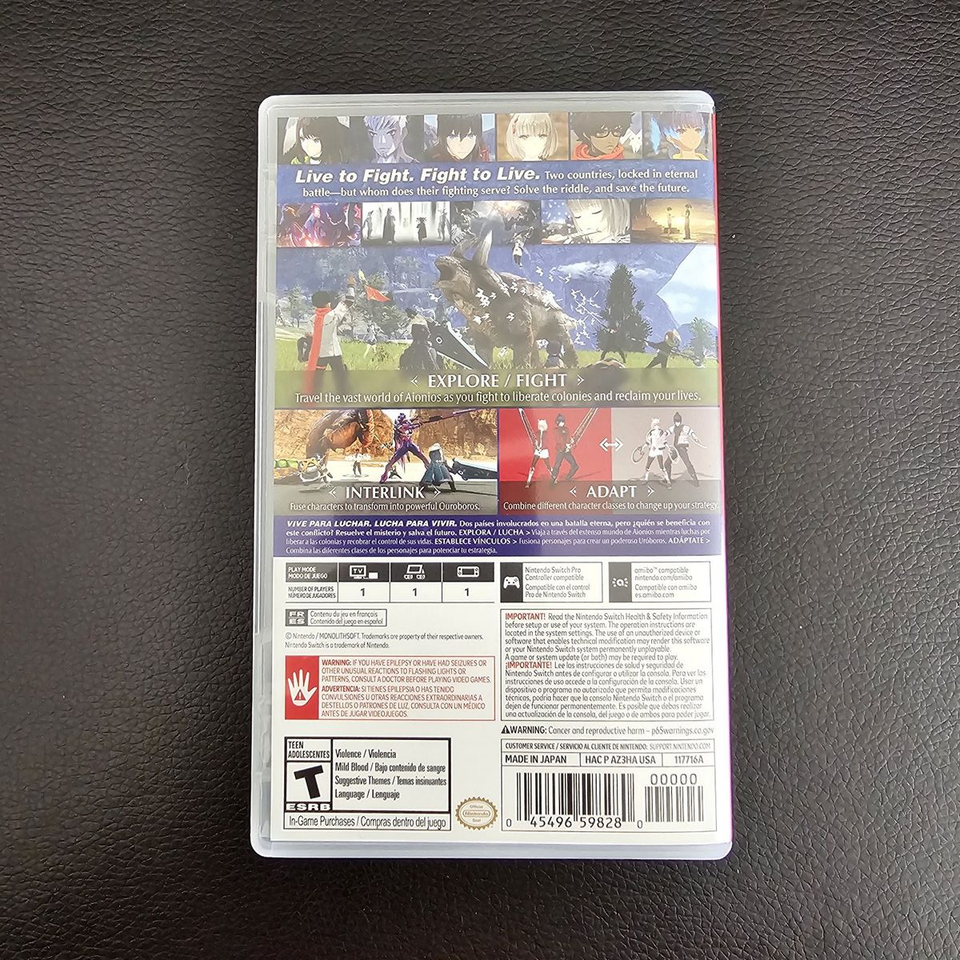 Live to Fight. Fight to Live. Two countries, locked in eternal
battle—but whom does their fighting serve? Solve the riddle, and save the future.
EXPLORE / FIGHT
Travel the vast world of Aionios as you fight to liberate colonies and reclaim your lives.
INTERLINK
Fuse characters to transform into powerful Ouroboros.
ADAPT
Combine different character classes to change up your strategy.
VIVE PARA LUCHAR. LUCHA PARA VIVIR. Dos países involucrados en una batalla eterna, pero ¿quién se beneficia con
este conflicto? Resuelve el misterio y salva el futuro. EXPLORA / LUCHA > Viaja a través del extenso mundo de Aionios mientras luchas por
liberar a las colonias y recobrar el control de sus vidas. ESTABLECE VÍNCULOS > Fusiona personajes para crear un poderoso Uróboros. ADÁPTATE >
Combina las diferentes clases de los personajes para potenciar tu estrategia.
PLAY MODE
MODO DE JUEGO
TV
NUMBER OF PLAYERS
NÚMERO DE JUGADORES
1
1
1
Nintendo Switch Pro
Controller compatible
Compatible con el control
Pro de Nintendo Switch
amiibo™ compatible
nintendo.com/amiibo
Compatible con amiibo
es.amiibo.com
FR
ES
Contenu du jeu en français
Contenido del juego en español
© Nintendo / MONOLITHSOFT. Trademarks are property of their respective owners.
Nintendo Switch is a trademark of Nintendo.
WARNING: IF YOU HAVE EPILEPSY OR HAVE HAD SEIZURES OR
OTHER UNUSUAL REACTIONS TO FLASHING LIGHTS OR
PATTERNS, CONSULT A DOCTOR BEFORE PLAYING VIDEO GAMES.
ADVERTENCIA: SI TIENES EPILEPSIA O HAS TENIDO
CONVULSIONES U OTRAS REACCIONES EXTRAORDINARIAS A
DESTELLOS O PATRONES DE LUZ, CONSULTA CON UN MÉDICO
ANTES DE JUGAR VIDEOJUEGOS.
IMPORTANT! Read the Nintendo Switch Health & Safety Information
before setup or use of your system. The operation instructions are
located in the system settings. The use of an unauthorized device or
software that enables technical modification may render this software
or your Nintendo Switch system permanently unplayable.
A game or system update (or both) may be required to play.
¡IMPORTANTE! Lee las instrucciones de salud y seguridad de
Nintendo Switch antes de configurar o utilizar la consola. Para ver las
instrucciones de uso accede a la configuración de la consola. Usar un
dispositivo o programa no autorizado que permita modificaciones
técnicas, podría hacer que la consola Nintendo Switch o el programa
dejen de funcionar permanentemente. Es posible que debas realizar
una actualización de la consola, del juego o de ambos para poder jugar.
WARNING: Cancer and reproductive harm - p65warnings.ca.gov
CUSTOMER SERVICE / SERVICIO AL CLIENTE DE NINTENDO: SUPPORT.NINTENDO.COM
MADE IN JAPAN
HAC P AZ3HA USA
117716A
TEEN
ADOLESCENTES
T
ESRB
Violence / Violencia
Mild Blood / Bajo contenido de sangre
Suggestive Themes / Temas insinuantes
Language / Lenguaje
In-Game Purchases / Compras dentro del juego
Official
Nintendo
Seal
00000
0 45496 59828 0